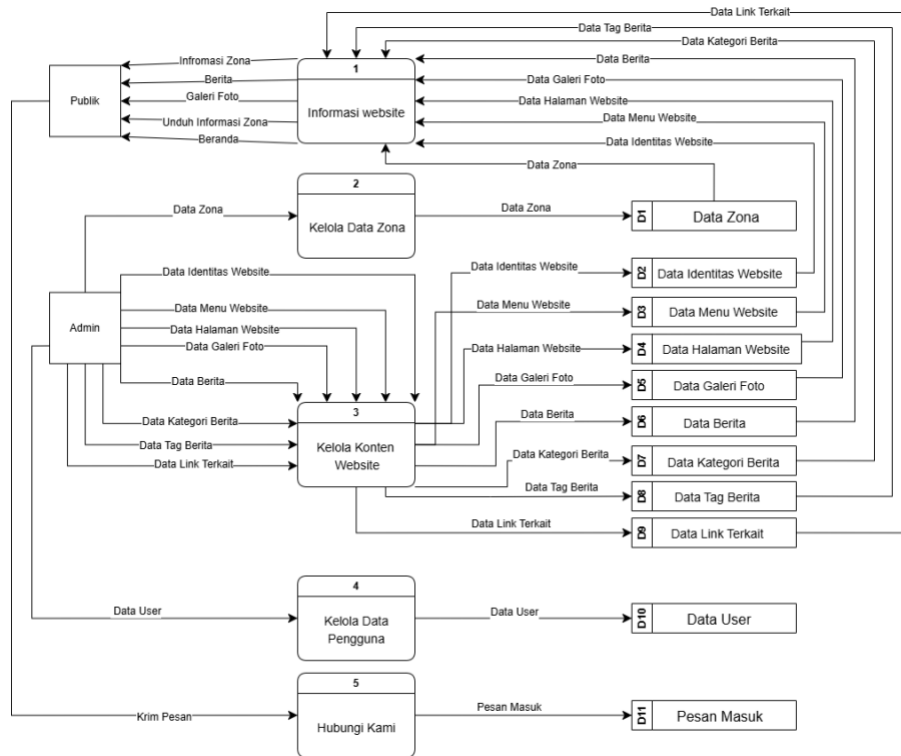 Data Link Terkait
Data Tag Berita
Data Kategori Berita
Infromasi Zona
1
Data Berita
Berita
Data Galeri Foto
Publik
Galeri Foto
Informasi website
Data Halaman Website
Unduh Informasi Zona
Data Menu Website
Beranda
Data Identitas Website
Data Zona
2
Data Zona
Kelola Data Zona
Data Zona
D1
Data Zona
Data Identitas Website
Data Identitas Website
D2
Data Identitas Website
Data Menu Website
Data Menu Website
D3
Data Menu Website
Admin
Data Halaman Website
Data Galeri Foto
Data Halaman Website
D4
Data Halaman Website
Data Berita
Data Galeri Foto
D5
Data Galeri Foto
3
Data Kategori Berita
Data Berita
D6
Data Berita
Kelola Konten
Website
Data Tag Berita
Data Kategori Berita
D7
Data Kategori Berita
Data Link Terkait
Data Tag Berita
D8
Data Tag Berita
Data Link Terkait
D9
Data Link Terkait
4
Data User
Kelola Data
Pengguna
Data User
D10
Data User
5
Krim Pesan
Hubungi Kami
Pesan Masuk
D11
Pesan Masuk